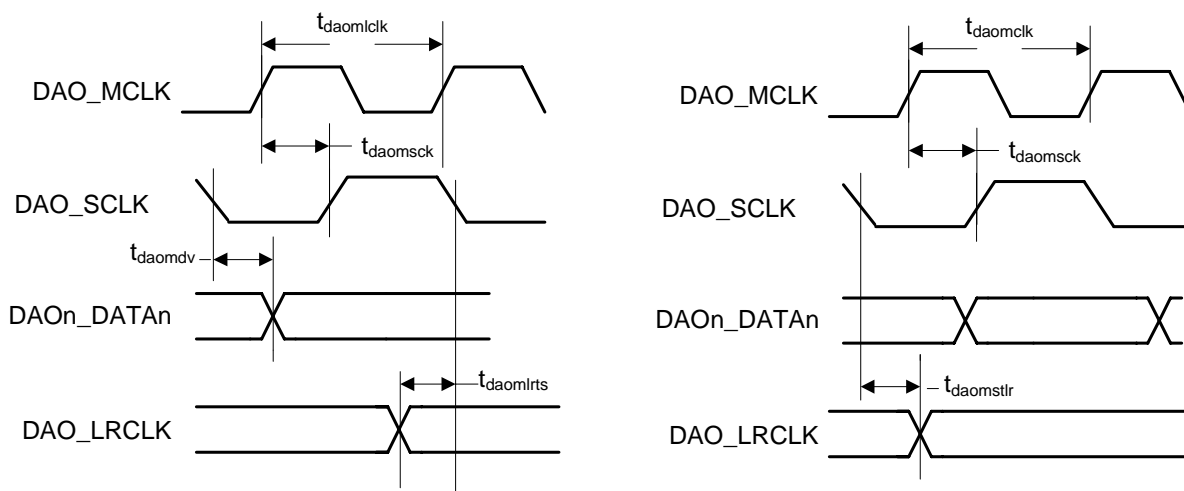 t_daomlclk
DAO_MCLK
t_daomsck
DAO_SCLK
t_daomdv
DAOn_DATAn
t_daomlrts
DAO_LRCLK
t_daomclk
DAO_MCLK
t_daomsck
DAO_SCLK
DAOn_DATAn
t_daomstlr
DAO_LRCLK